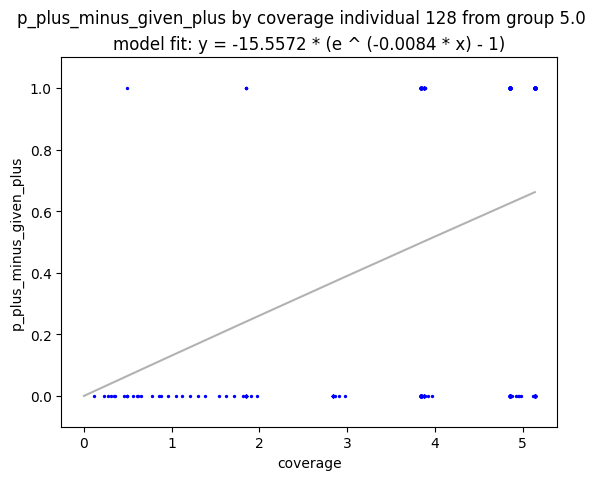 p_plus_minus_given_plus by coverage individual 128 from group 5.0
model fit: y = -15.5572 * (e ^ (-0.0084 * x) - 1)
1.0
0.8
0.6
0.4
0.2
0.0
p_plus_minus_given_plus
0 1 2 3 4 5
coverage